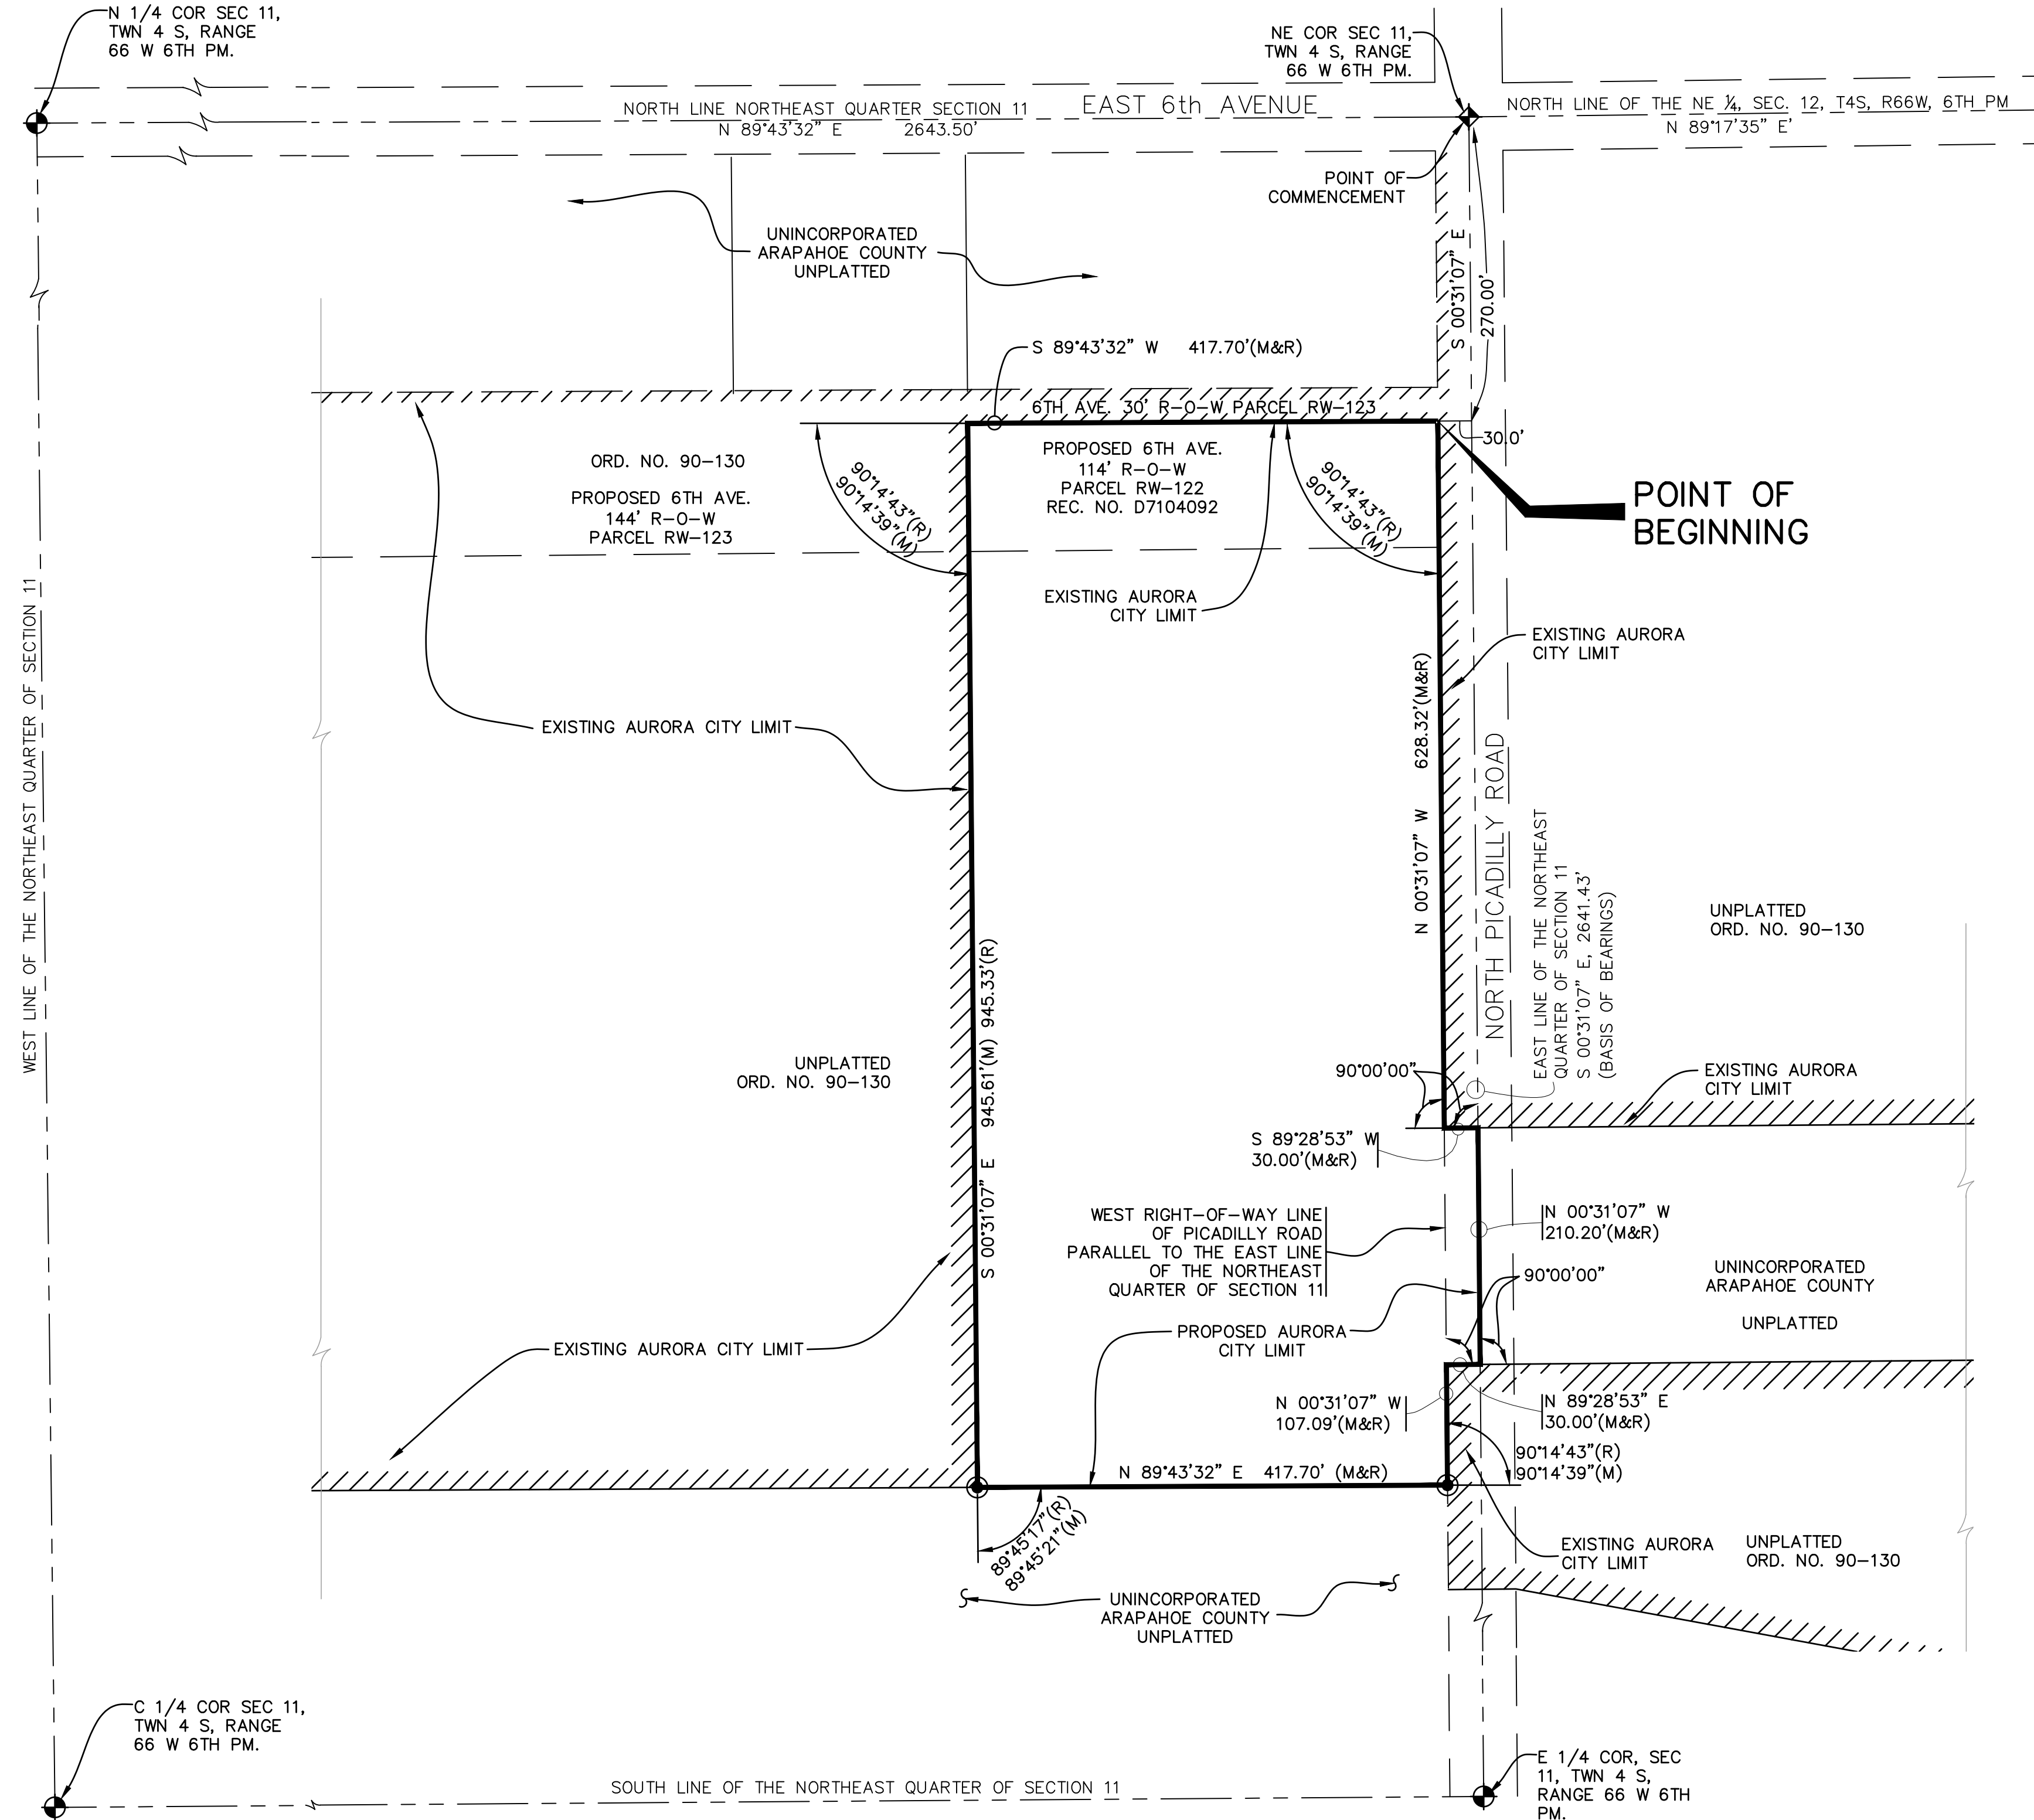 N 1/4 COR SEC 11,
TWN 4 S, RANGE
66 W 6TH PM.
NE COR SEC 11,
TWN 4 S, RANGE
66 W 6TH PM.
NORTH LINE NORTHEAST QUARTER SECTION 11
N 89°43'32" E 2643.50'
EAST 6th AVENUE
NORTH LINE OF THE NE ¼, SEC. 12, T4S, R66W, 6TH PM
N 89°17'35" E'
POINT OF
COMMENCEMENT
UNINCORPORATED
ARAPAHOE COUNTY
UNPLATTED
S 00°31'07" E
270.00'
S 89°43'32" W 417.70'(M&R)
6TH AVE. 30' R-O-W PARCEL RW-123
30.0'
ORD. NO. 90-130
PROPOSED 6TH AVE.
144' R-O-W
PARCEL RW-123
90°14'43"(R)
90°14'39"(M)
PROPOSED 6TH AVE.
114' R-O-W
PARCEL RW-122
REC. NO. D7104092
90°14'43"(R)
90°14'39"(M)
POINT OF
BEGINNING
EXISTING AURORA
CITY LIMIT
EXISTING AURORA
CITY LIMIT
WEST LINE OF THE NORTHEAST QUARTER OF SECTION 11
EXISTING AURORA CITY LIMIT
N 00°31'07" W 628.32'(M&R)
NORTH PICADILLY ROAD
EAST LINE OF THE NORTHEAST
QUARTER OF SECTION 11
S 00°31'07" E, 2641.43'
(BASIS OF BEARINGS)
UNPLATTED
ORD. NO. 90-130
S 00°31'07" E 945.61'(M) 945.33'(R)
UNPLATTED
ORD. NO. 90-130
90°00'00"
EXISTING AURORA
CITY LIMIT
S 89°28'53" W
30.00'(M&R)
WEST RIGHT-OF-WAY LINE
OF PICADILLY ROAD
PARALLEL TO THE EAST LINE
OF THE NORTHEAST
QUARTER OF SECTION 11
N 00°31'07" W
210.20'(M&R)
90°00'00"
UNINCORPORATED
ARAPAHOE COUNTY
UNPLATTED
EXISTING AURORA CITY LIMIT
PROPOSED AURORA
CITY LIMIT
N 00°31'07" W
107.09'(M&R)
N 89°28'53" E
30.00'(M&R)
90°14'43"(R)
90°14'39"(M)
N 89°43'32" E 417.70' (M&R)
89°45'17"(R)
89°45'21"(M)
EXISTING AURORA
CITY LIMIT
UNPLATTED
ORD. NO. 90-130
UNINCORPORATED
ARAPAHOE COUNTY
UNPLATTED
C 1/4 COR SEC 11,
TWN 4 S, RANGE
66 W 6TH PM.
SOUTH LINE OF THE NORTHEAST QUARTER OF SECTION 11
E 1/4 COR, SEC
11, TWN 4 S,
RANGE 66 W 6TH
PM.